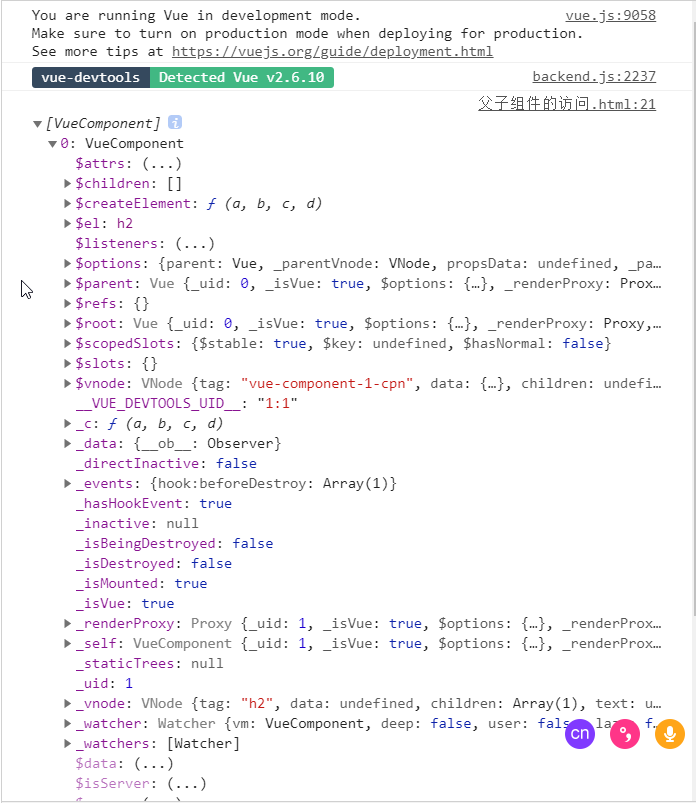 You are running Vue in development mode. vue.js:9058
Make sure to turn on production mode when deploying for production.
See more tips at https://vuejs.org/guide/deployment.html
vue-devtools Detected Vue v2.6.10 backend.js:2237
父子组件的访问.html:21
▼[VueComponent] i
▼0: VueComponent
$attrs: (...)
▶$children: []
▶$createElement: ƒ (a, b, c, d)
▶$el: h2
$listeners: (...)
▶$options: {parent: Vue, _parentVnode: VNode, propsData: undefined, _pa…
▶$parent: Vue {_uid: 0, _isVue: true, $options: {…}, _renderProxy: Prox…
▶$refs: {}
▶$root: Vue {_uid: 0, _isVue: true, $options: {…}, _renderProxy: Proxy,…
▶$scopedSlots: {$stable: true, $key: undefined, $hasNormal: false}
▶$slots: {}
▶$vnode: VNode {tag: "vue-component-1-cpn", data: {…}, children: undefi…
__VUE_DEVTOOLS_UID__: "1:1"
▶_c: ƒ (a, b, c, d)
▶_data: {__ob__: Observer}
_directInactive: false
▶_events: {hook:beforeDestroy: Array(1)}
_hasHookEvent: true
_inactive: null
_isBeingDestroyed: false
_isDestroyed: false
_isMounted: true
_isVue: true
▶_renderProxy: Proxy {_uid: 1, _isVue: true, $options: {…}, _renderProx…
▶_self: VueComponent {_uid: 1, _isVue: true, $options: {…}, _renderProx…
_staticTrees: null
_uid: 1
▶_vnode: VNode {tag: "h2", data: undefined, children: Array(1), text: u…
▶_watcher: Watcher {vm: VueComponent, deep: false, user: fals
▶_watchers: [Watcher]
cn
$data: (...)
$isServer: (...)